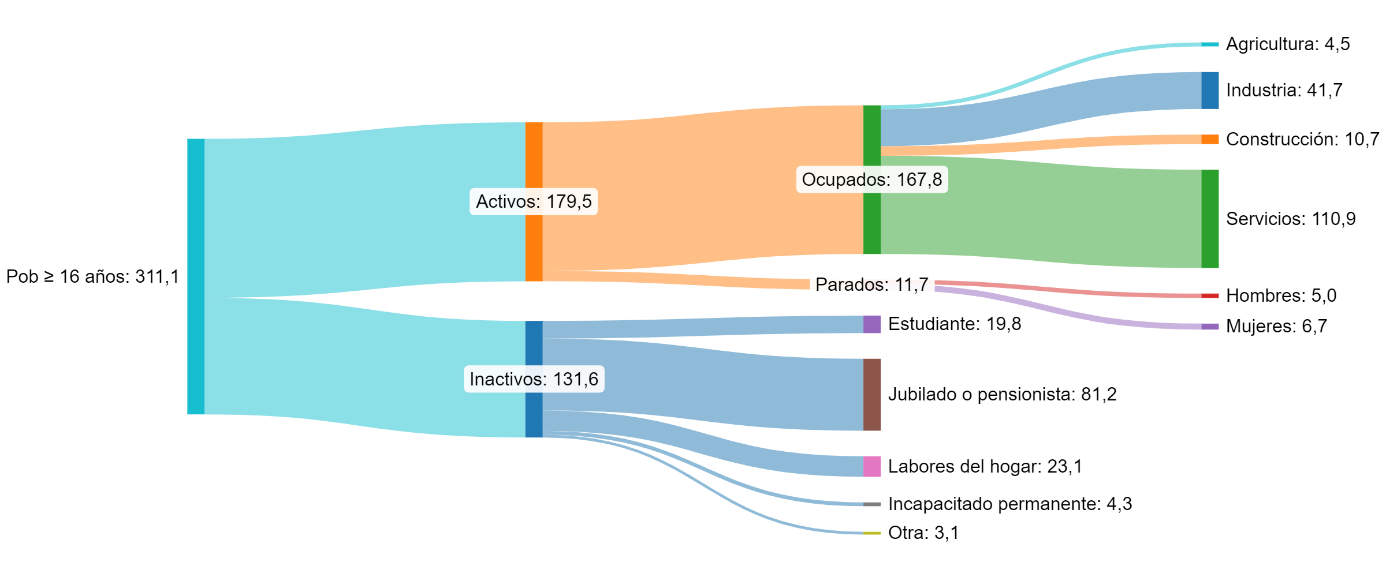 Pob ≥ 16 años: 311,1
Activos: 179,5
Inactivos: 131,6
Ocupados: 167,8
Parados: 11,7
Estudiante: 19,8
Jubilado o pensionista: 81,2
Labores del hogar: 23,1
Incapacitado permanente: 4,3
Otra: 3,1
Agricultura: 4,5
Industria: 41,7
Construcción: 10,7
Servicios: 110,9
Hombres: 5,0
Mujeres: 6,7